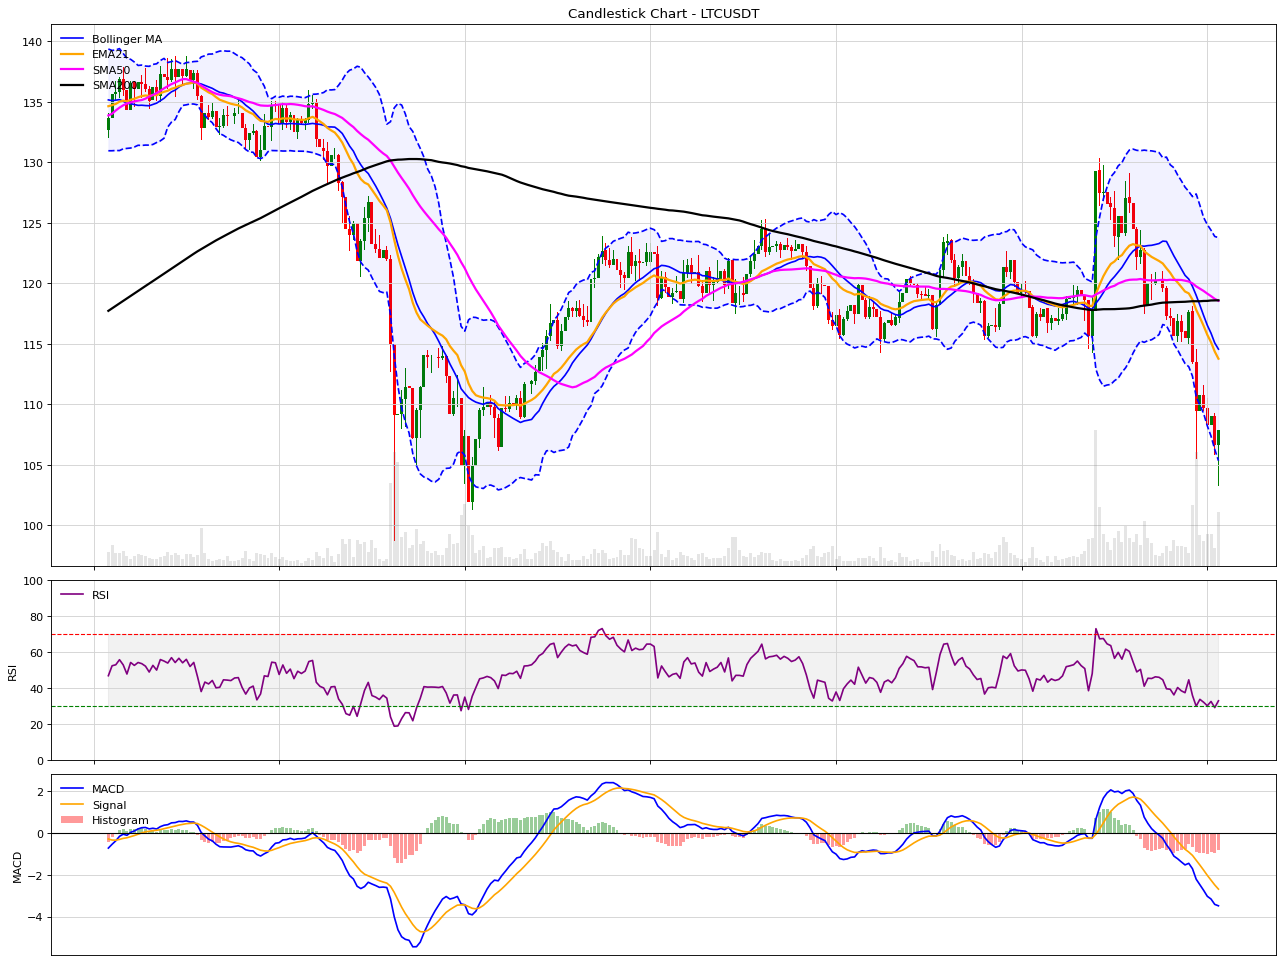 Candlestick Chart - LTCUSDT
Bollinger MA
EMA21
SMA50
SMA200
140
135
130
125
120
115
110
105
100
RSI
RSI
100
80
60
40
20
0
MACD
Signal
Histogram
MACD
2
0
−2
−4